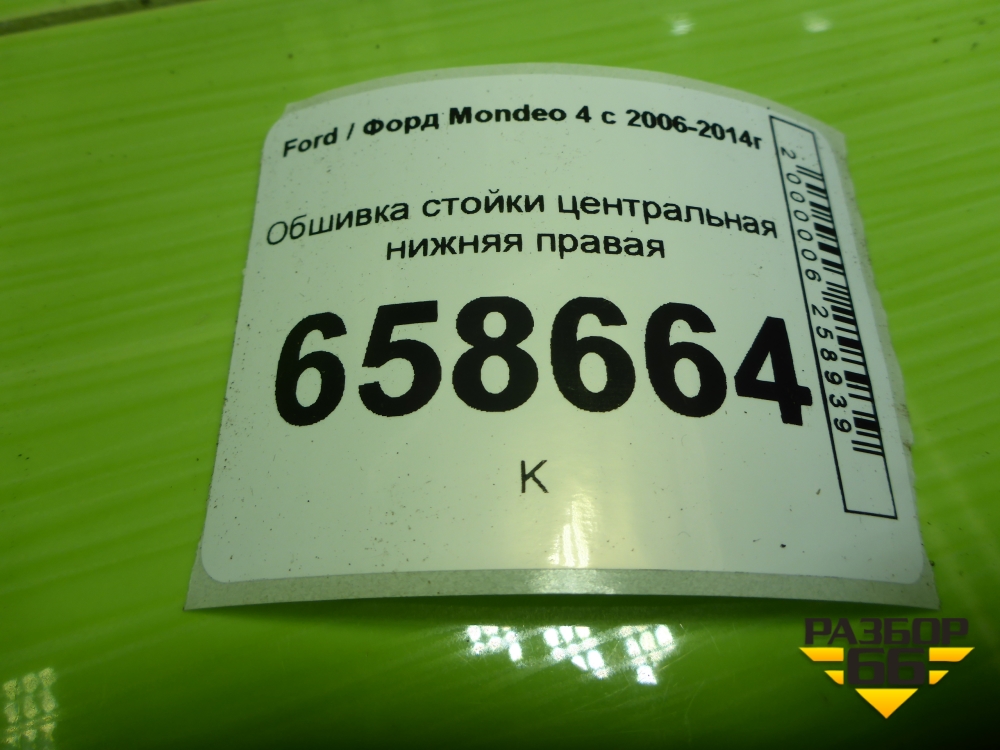 Ford / Форд Mondeo 4 с 2006-2014г
Обшивка стойки центральная
нижняя правая
658664
К
2000006258939
РАЗБОР
66